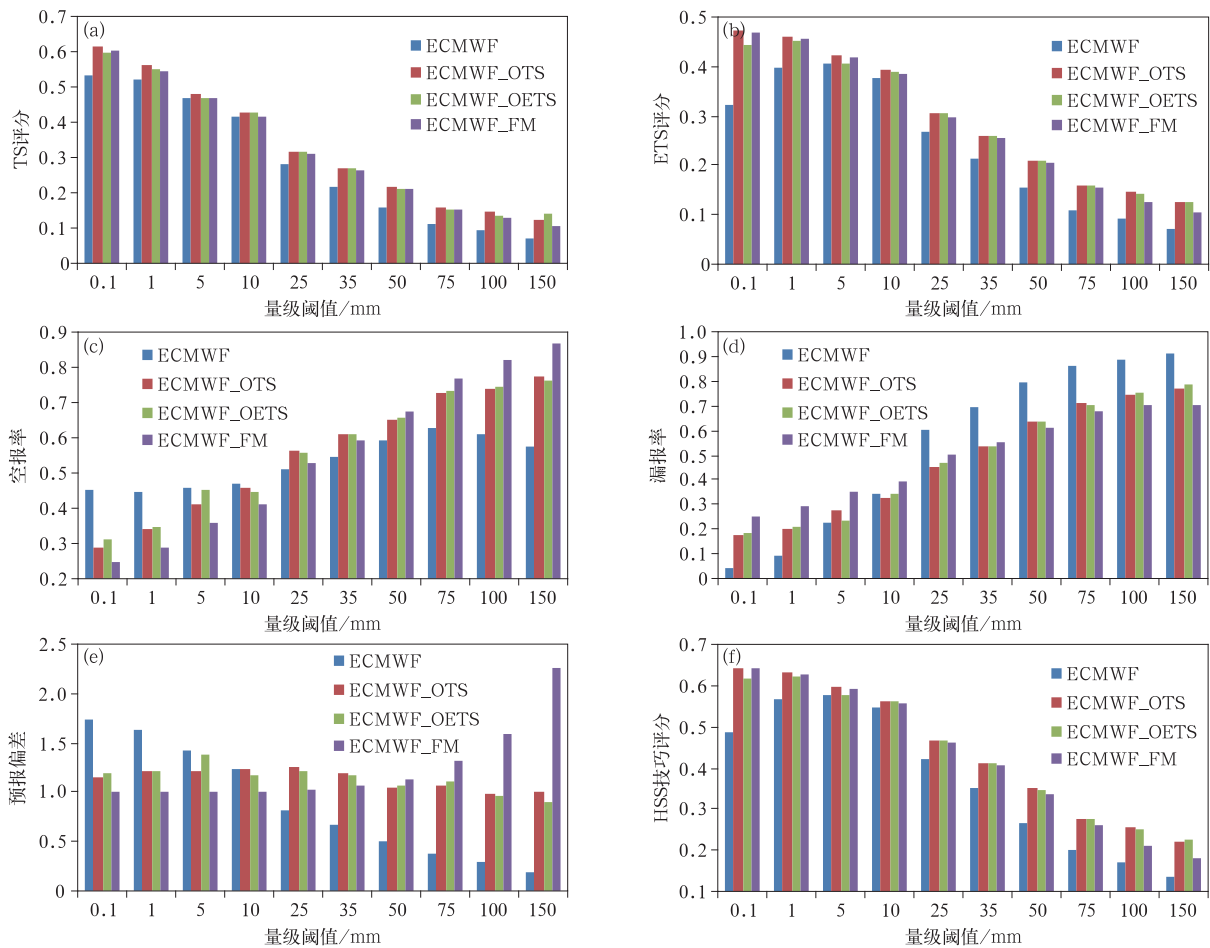 (a)
ECMWF
ECMWF_OTS
ECMWF_OETS
ECMWF_FM
TS评分
0.7
0.6
0.5
0.4
0.3
0.2
0.1
0
0.1 1 5 10 25 35 50 75 100 150
量级阈值/mm
(b)
ECMWF
ECMWF_OTS
ECMWF_OETS
ECMWF_FM
ETS评分
0.5
0.4
0.3
0.2
0.1
0
0.1 1 5 10 25 35 50 75 100 150
量级阈值/mm
(c)
ECMWF
ECMWF_OTS
ECMWF_OETS
ECMWF_FM
空报率
0.9
0.8
0.7
0.6
0.5
0.4
0.3
0.2
0.1 1 5 10 25 35 50 75 100 150
量级阈值/mm
(d)
ECMWF
ECMWF_OTS
ECMWF_OETS
ECMWF_FM
漏报率
1.0
0.9
0.8
0.7
0.6
0.5
0.4
0.3
0.2
0.1
0
0.1 1 5 10 25 35 50 75 100 150
量级阈值/mm
(e)
ECMWF
ECMWF_OTS
ECMWF_OETS
ECMWF_FM
预报偏差
2.5
2.0
1.5
1.0
0.5
0
0.1 1 5 10 25 35 50 75 100 150
量级阈值/mm
(f)
ECMWF
ECMWF_OTS
ECMWF_OETS
ECMWF_FM
HSS技巧评分
0.7
0.6
0.5
0.4
0.3
0.2
0.1
0.1 1 5 10 25 35 50 75 100 150
量级阈值/mm